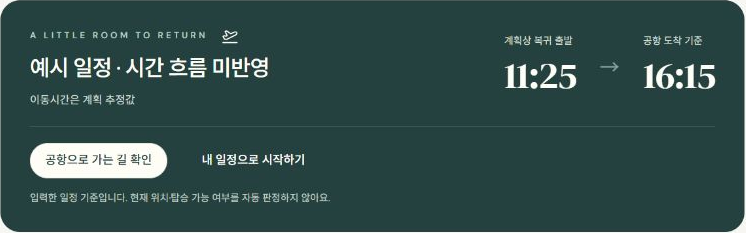 A LITTLE ROOM TO RETURN
예시 일정 · 시간 흐름 미반영
이동시간은 계획 추정값
계획상 복귀 출발
11:25
→
공항 도착 기준
16:15
공항으로 가는 길 확인
내 일정으로 시작하기
입력한 일정 기준입니다. 현재 위치·탑승 가능 여부를 자동 판정하지 않아요.